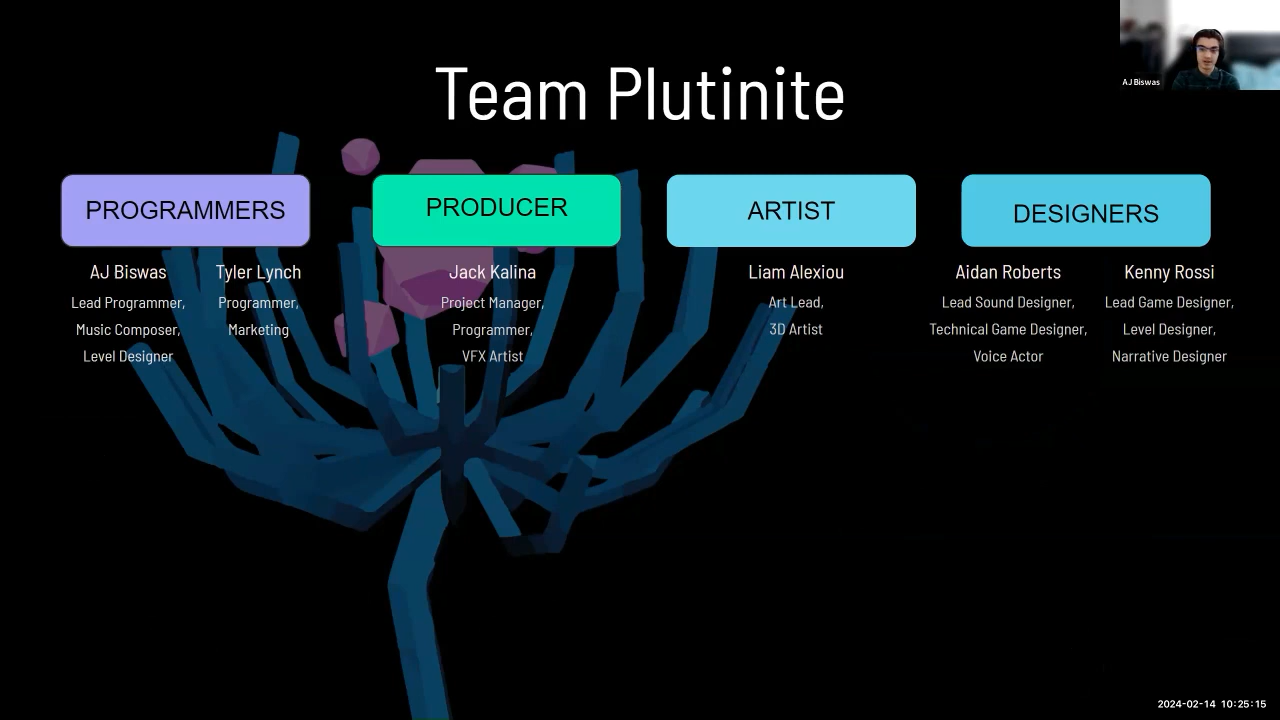 Team Plutinite
AJ Biswas
PROGRAMMERS
PRODUCER
ARTIST
DESIGNERS
AJ Biswas
Lead Programmer,
Music Composer,
Level Designer
Tyler Lynch
Programmer,
Marketing
Jack Kalina
Project Manager,
Programmer,
VFX Artist
Liam Alexiou
Art Lead,
3D Artist
Aidan Roberts
Lead Sound Designer,
Technical Game Designer,
Voice Actor
Kenny Rossi
Lead Game Designer,
Level Designer,
Narrative Designer
2024-02-14 10:25:15